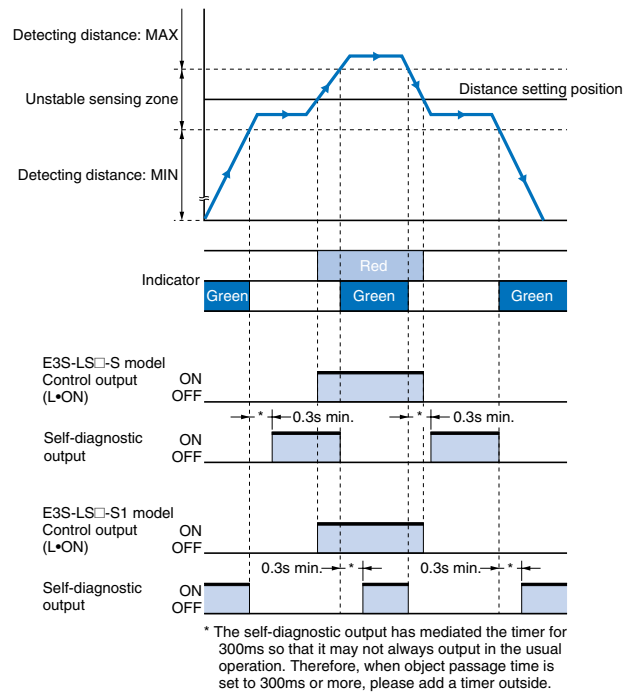 Detecting distance: MAX
Distance setting position
Unstable sensing zone
Detecting distance: MIN
Red
Indicator
Green Green Green
E3S-LS□-S model
Control output
(L•ON)
ON
OFF
* 0.3s min. * 0.3s min.
Self-diagnostic
output
ON
OFF
E3S-LS□-S1 model
Control output
(L•ON)
ON
OFF
0.3s min. * 0.3s min. *
Self-diagnostic
output
ON
OFF
* The self-diagnostic output has mediated the timer for
300ms so that it may not always output in the usual
operation. Therefore, when object passage time is
set to 300ms or more, please add a timer outside.